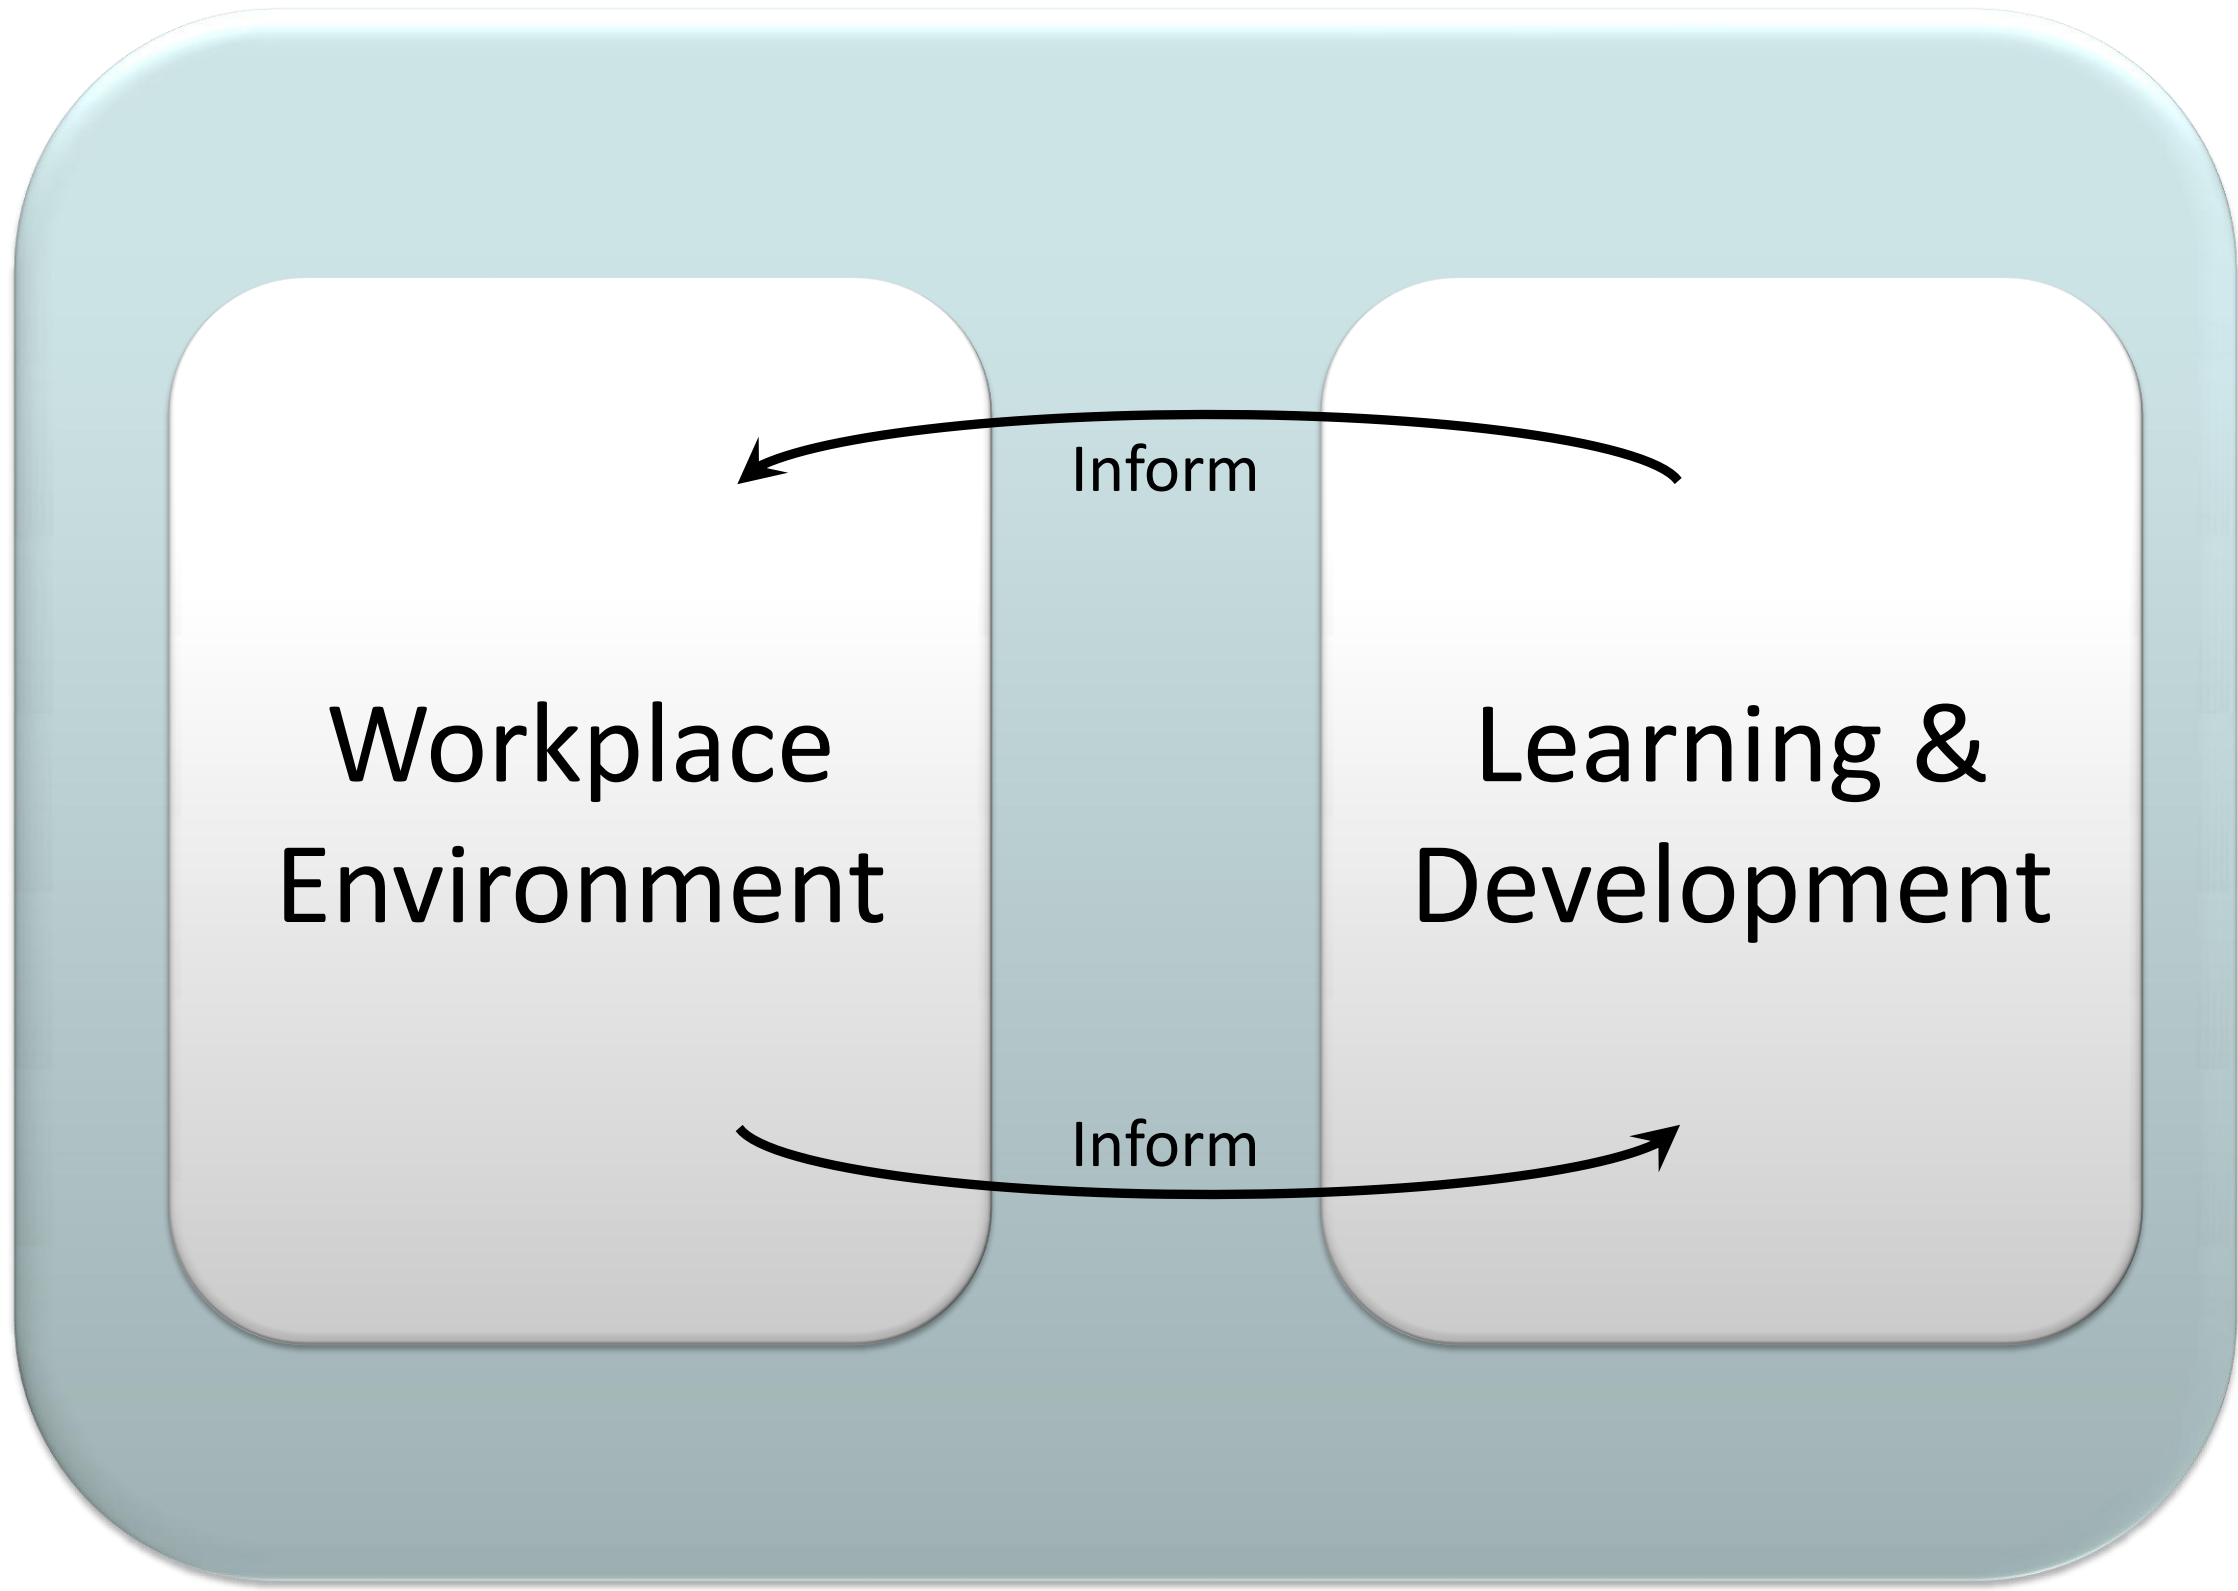 Inform
Workplace
Environment
Learning &
Development
Inform